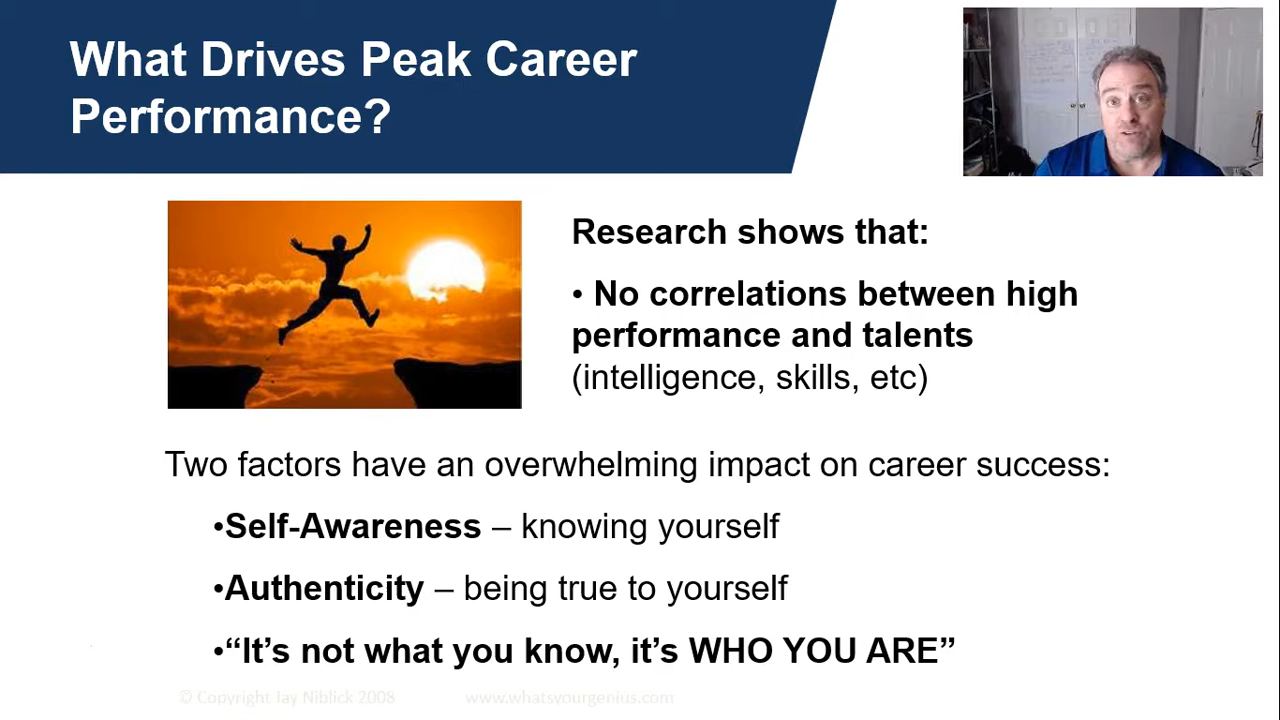 What Drives Peak Career
Performance?
Research shows that:
• No correlations between high
performance and talents
(intelligence, skills, etc)
Two factors have an overwhelming impact on career success:
•Self-Awareness – knowing yourself
•Authenticity – being true to yourself
•“It’s not what you know, it’s WHO YOU ARE”
© Copyright Jay Niblick 2008 www.whatsyourgenius.com